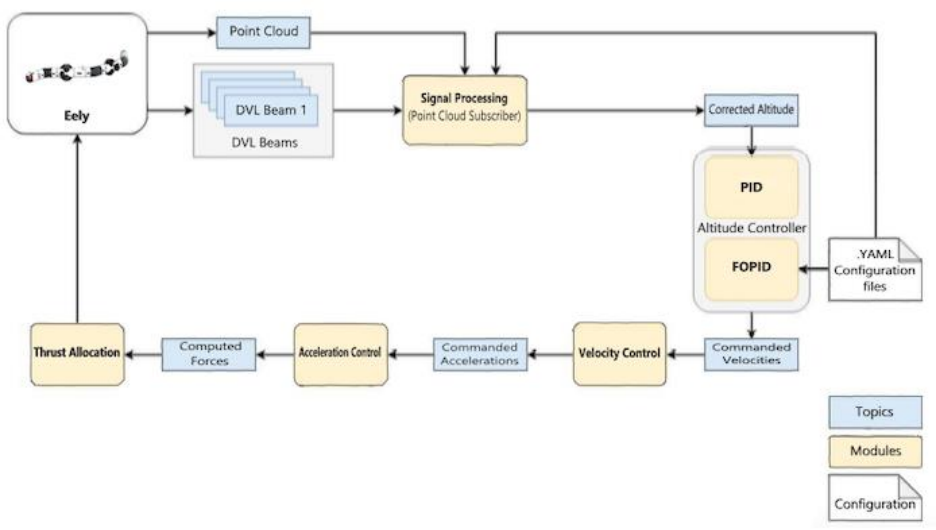 Point Cloud
Eely
DVL Beam 1
DVL Beams
Signal Processing
(Point Cloud Subscriber)
Corrected Altitude
PID
Altitude Controller
FOPID
.YAML
Configuration
files
Thrust Allocation
Computed
Forces
Acceleration Control
Commanded
Accelerations
Velocity Control
Commanded
Velocities
Topics
Modules
Configuration